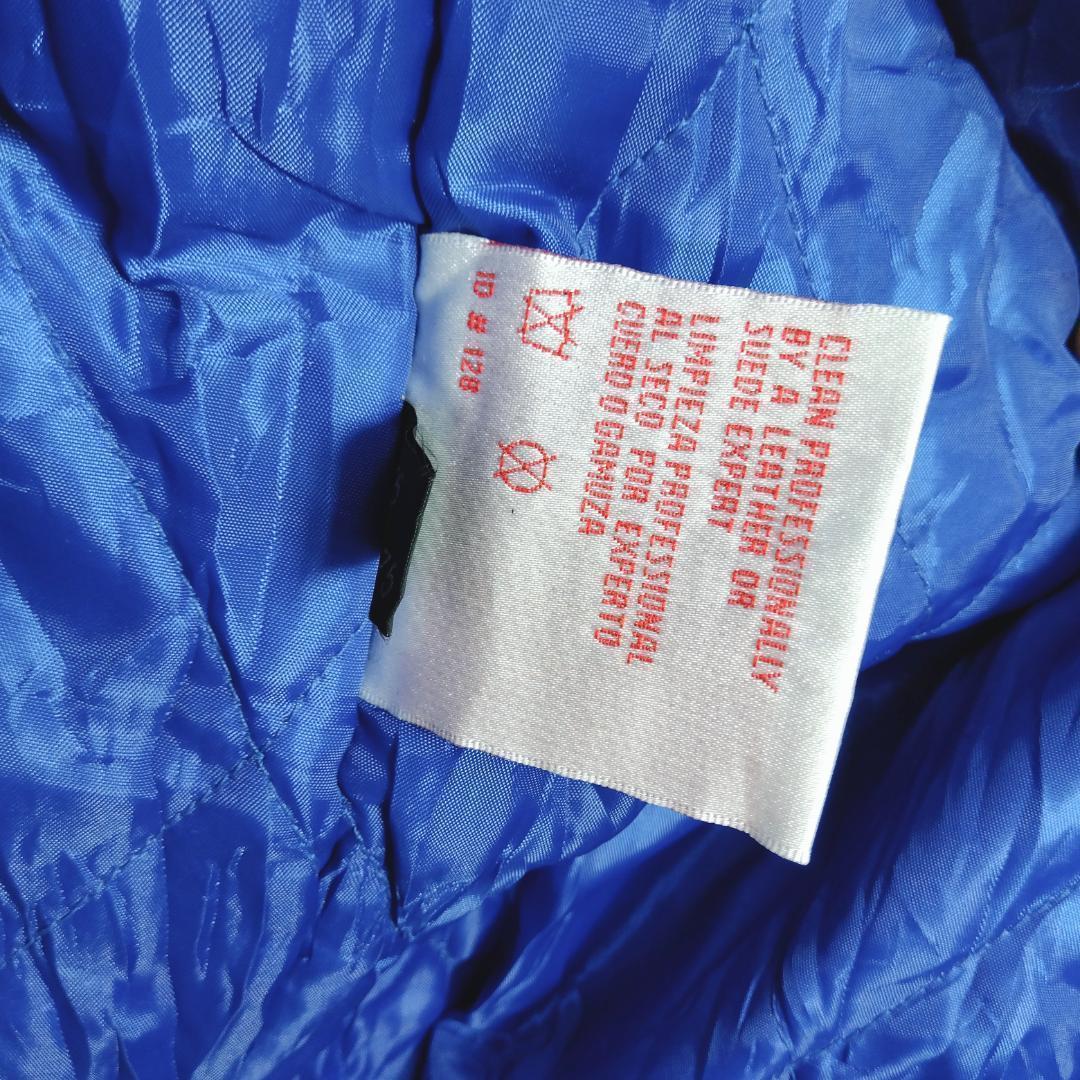 CLEAN PROFESSIONALLY
BY A LEATHER OR
SUEDE EXPERT
LIMPIEZA PROFESSIONAL
AL SECO POR EXPERTO
CUERO O GAMUZA
ID # 128